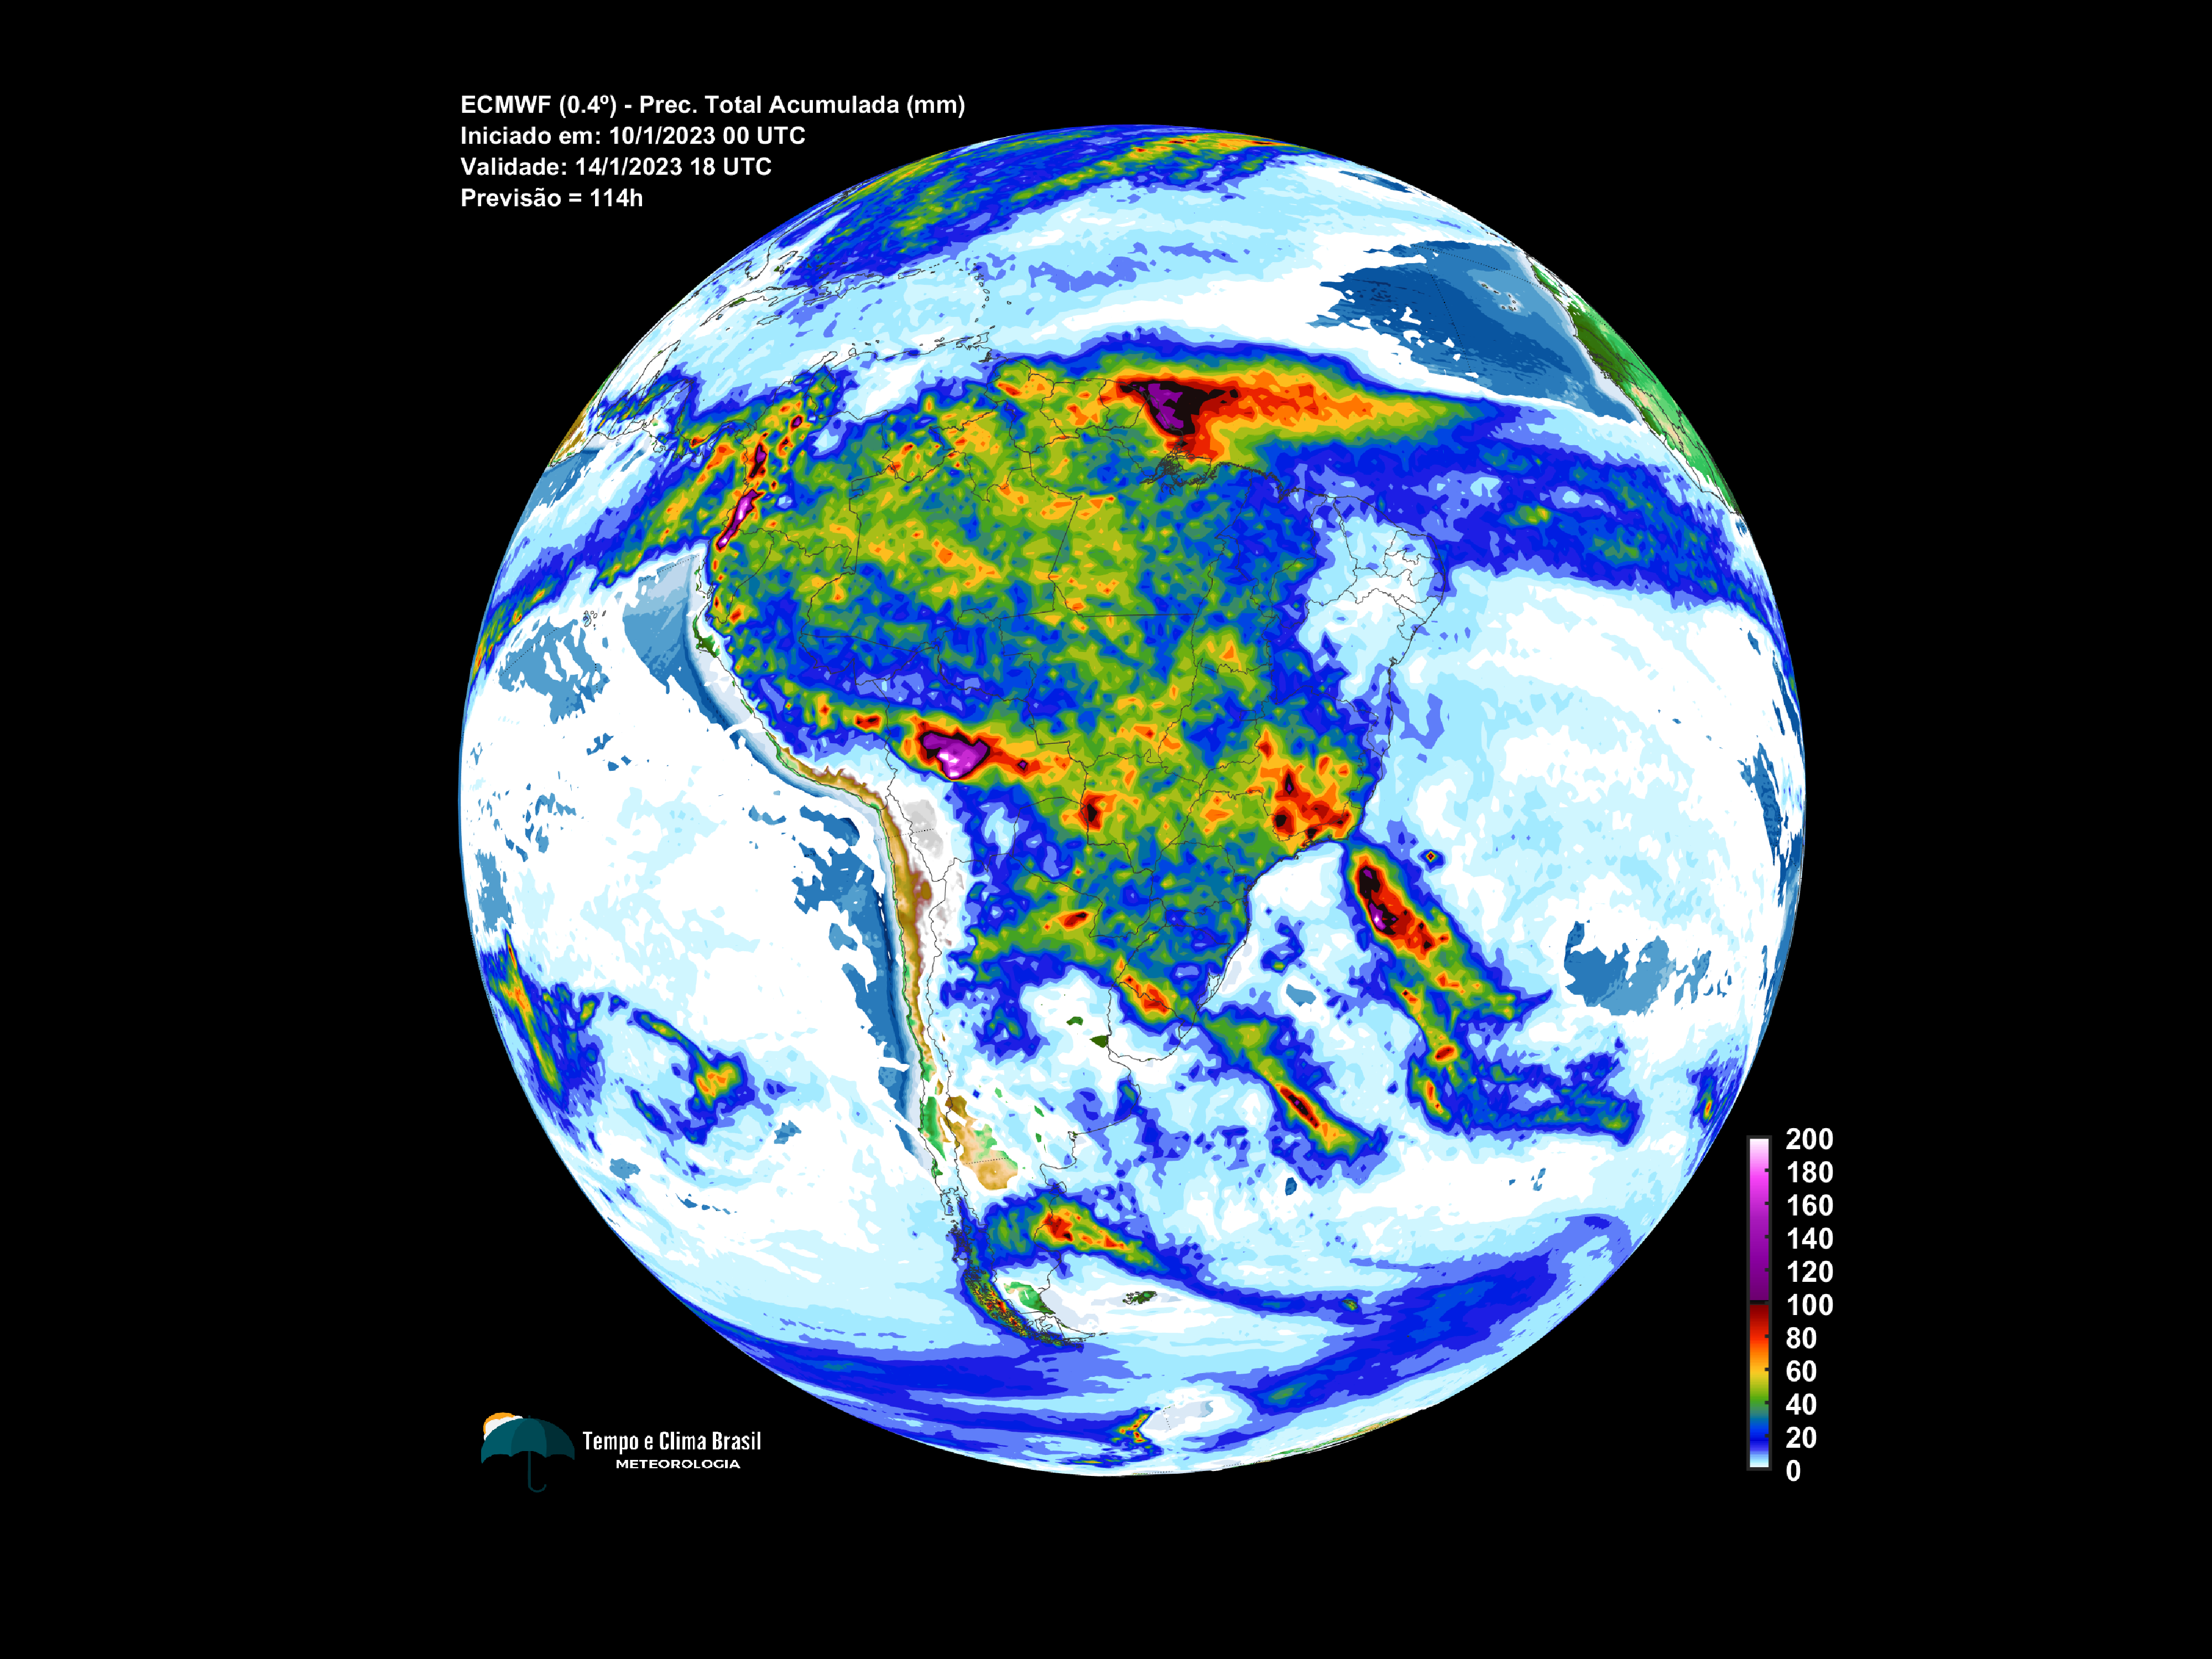 ECMWF (0.4º) - Prec. Total Acumulada (mm)
Iniciado em: 10/1/2023 00 UTC
Validade: 14/1/2023 18 UTC
Previsão = 114h
200
180
160
140
120
100
80
60
40
20
0
Tempo e Clima Brasil
METEOROLOGIA